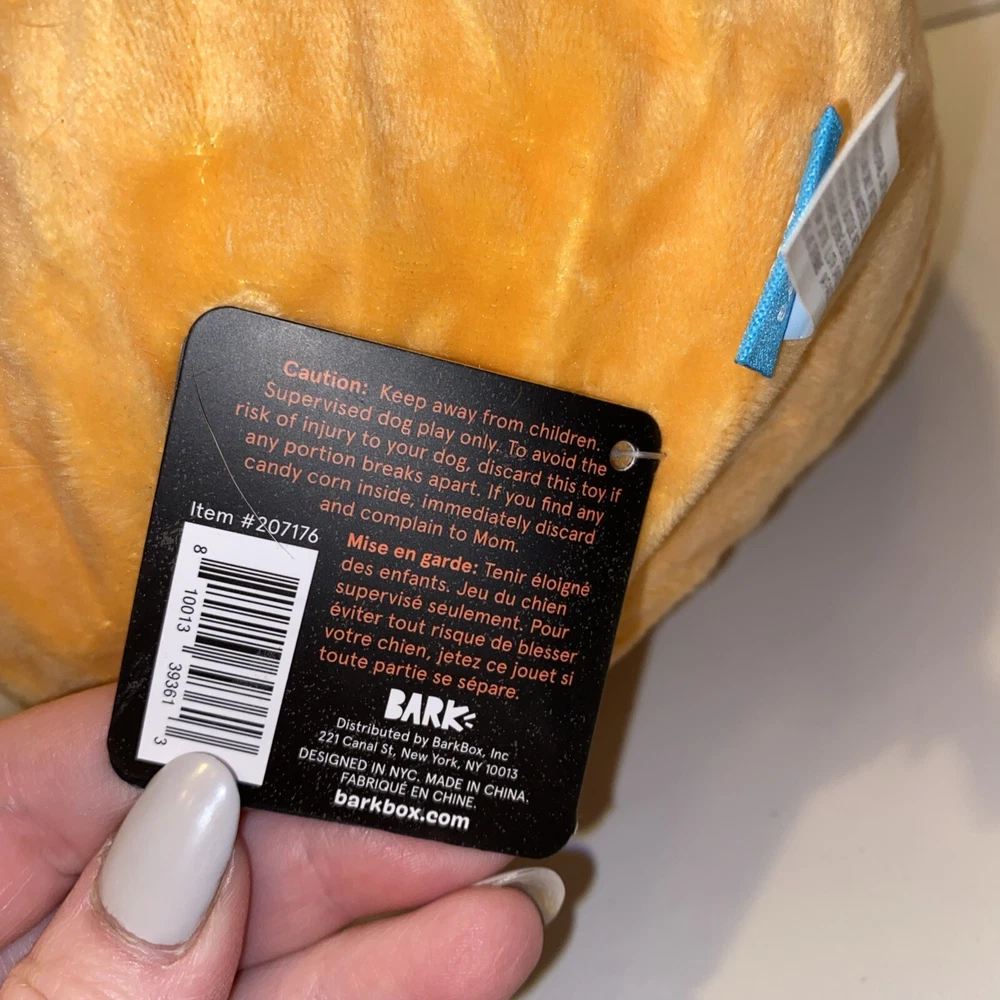 Caution: Keep away from children.
Supervised dog play only. To avoid the
risk of injury to your dog, discard this toy if
any portion breaks apart. If you find any
candy corn inside, immediately discard
and complain to Mom.
Item #207176
8 10013 39361 3
Mise en garde: Tenir éloigné
des enfants. Jeu du chien
supervisé seulement. Pour
éviter tout risque de blesser
votre chien, jetez ce jouet si
toute partie se sépare.
BARK
Distributed by BarkBox, Inc
221 Canal St, New York, NY 10013
DESIGNED IN NYC. MADE IN CHINA.
FABRIQUÉ EN CHINE.
barkbox.com